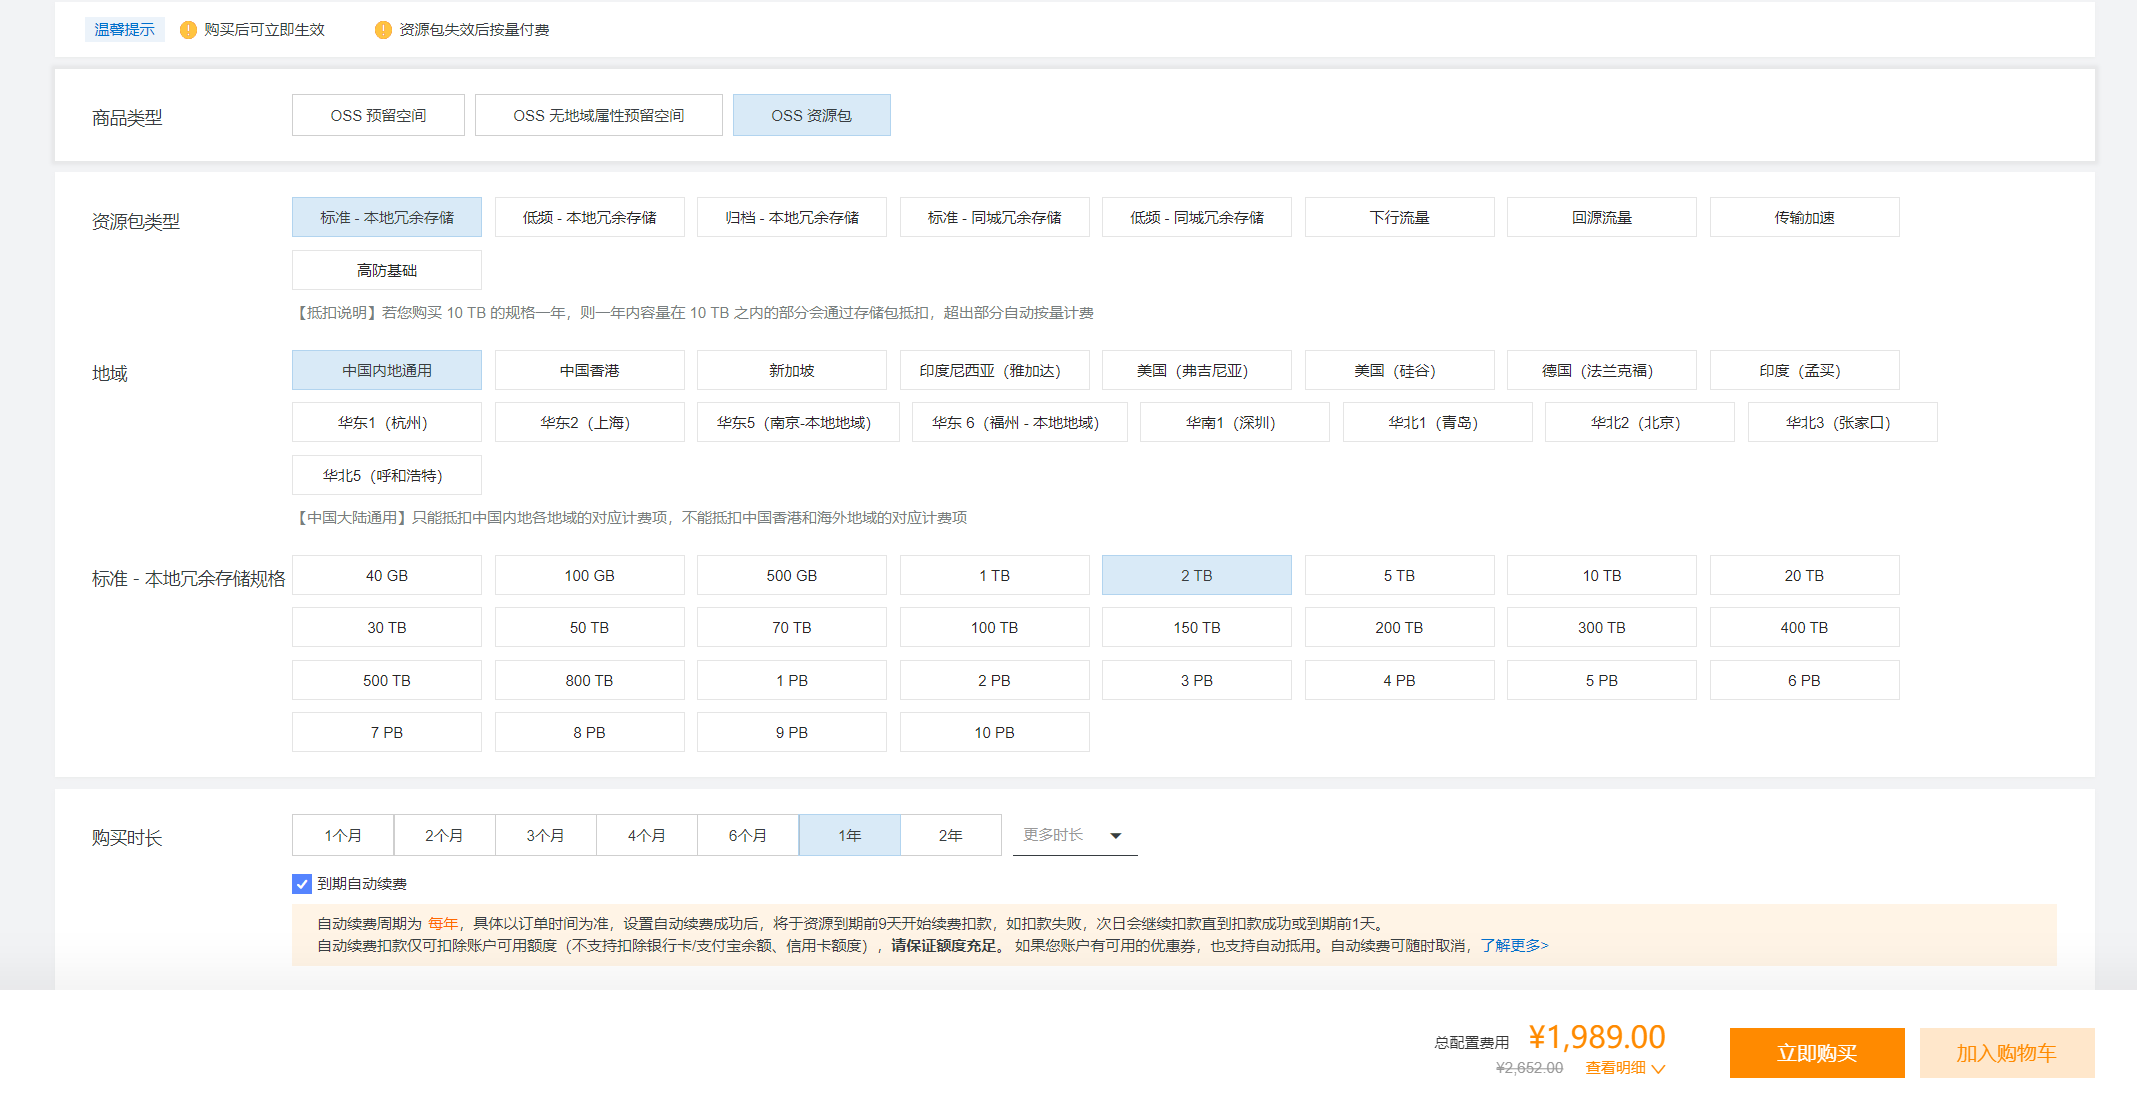 温馨提示 购买后可立即生效 资源包失效后按量付费
商品类型 OSS 预留空间 OSS 无地域属性预留空间 OSS 资源包
资源包类型 标准 - 本地冗余存储 低频 - 本地冗余存储 归档 - 本地冗余存储 标准 - 同城冗余存储 低频 - 同城冗余存储 下行流量 回源流量 传输加速
高防基础
【抵扣说明】若您购买 10 TB 的规格一年，则一年内容量在 10 TB 之内的部分会通过存储包抵扣，超出部分自动按量计费
地域 中国内地通用 中国香港 新加坡 印度尼西亚（雅加达） 美国（弗吉尼亚） 美国（硅谷） 德国（法兰克福） 印度（孟买）
华东1（杭州） 华东2（上海） 华东5（南京-本地地域） 华东 6（福州 - 本地地域） 华南1（深圳） 华北1（青岛） 华北2（北京） 华北3（张家口）
华北5（呼和浩特）
【中国大陆通用】只能抵扣中国内地各地域的对应计费项，不能抵扣中国香港和海外地域的对应计费项
标准 - 本地冗余存储规格 40 GB 100 GB 500 GB 1 TB 2 TB 5 TB 10 TB 20 TB
30 TB 50 TB 70 TB 100 TB 150 TB 200 TB 300 TB 400 TB
500 TB 800 TB 1 PB 2 PB 3 PB 4 PB 5 PB 6 PB
7 PB 8 PB 9 PB 10 PB
购买时长 1个月 2个月 3个月 4个月 6个月 1年 2年 更多时长
到期自动续费
自动续费周期为 每年，具体以订单时间为准，设置自动续费成功后，将于资源到期前9天开始续费扣款，如扣款失败，次日会继续扣款直到扣款成功或到期前1天。
自动续费扣款仅可扣除账户可用额度（不支持扣除银行卡/支付宝余额、信用卡额度），请保证额度充足。 如果您账户有可用的优惠券，也支持自动抵用。自动续费可随时取消，了解更多>
总配置费用 ¥1,989.00 立即购买 加入购物车
¥2,652.00 查看明细